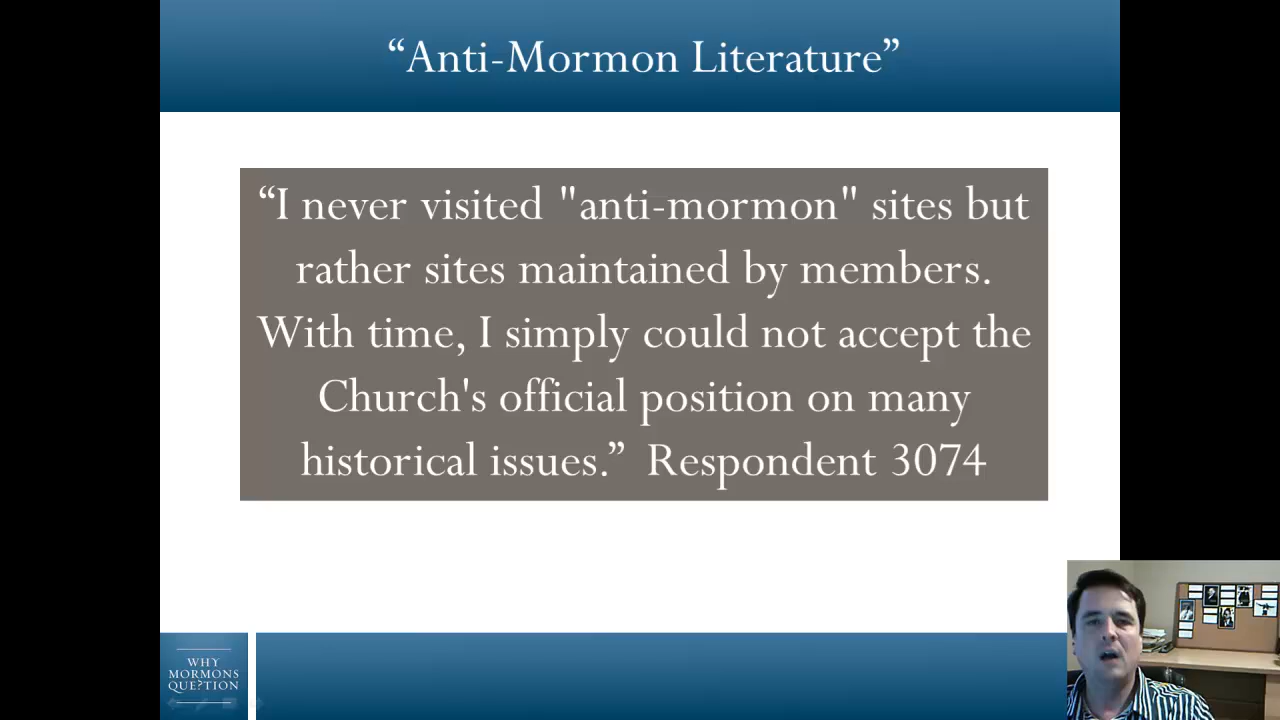 “Anti-Mormon Literature”
“I never visited "anti-mormon" sites but
rather sites maintained by members.
With time, I simply could not accept the
Church's official position on many
historical issues.” Respondent 3074
WHY
MORMONS
QUE?TION